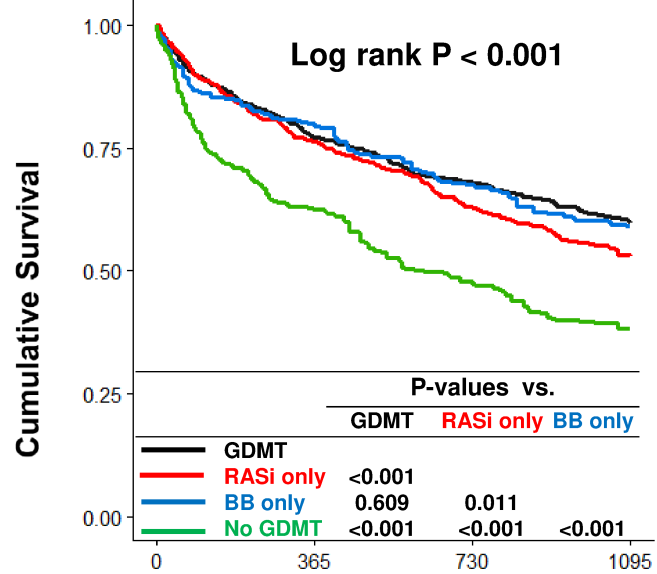 1.00
Log rank P < 0.001
0.75
Cumulative Survival
0.50
P-values vs.
0.25
GDMT RASi only BB only
GDMT
RASi only <0.001
BB only 0.609 0.011
0.00
No GDMT <0.001 <0.001 <0.001
0 365 730 1095